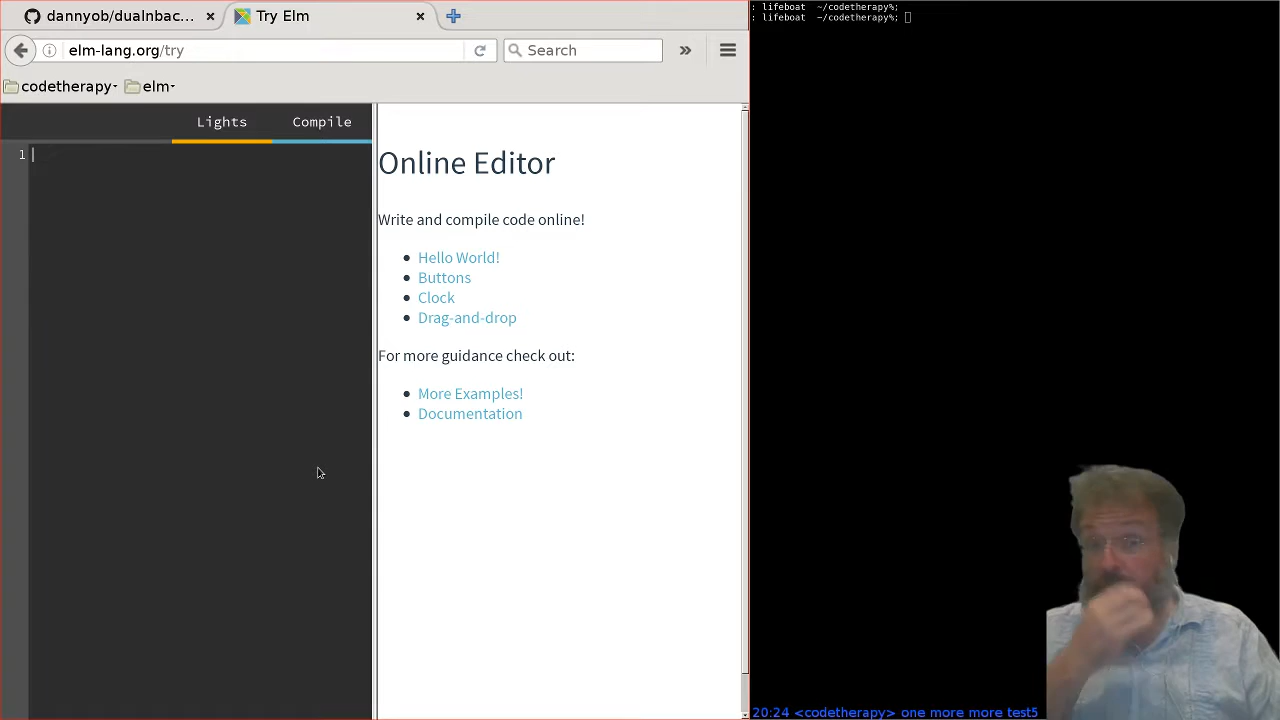 dannyob/dualnbac...
Try Elm
elm-lang.org/try
Search
codetherapy
elm
Lights
Compile
1
Online Editor
Write and compile code online!
Hello World!
Buttons
Clock
Drag-and-drop
For more guidance check out:
More Examples!
Documentation
: lifeboat ~/codetherapy%;
: lifeboat ~/codetherapy%;
20:24 <codetherapy> one more more test5